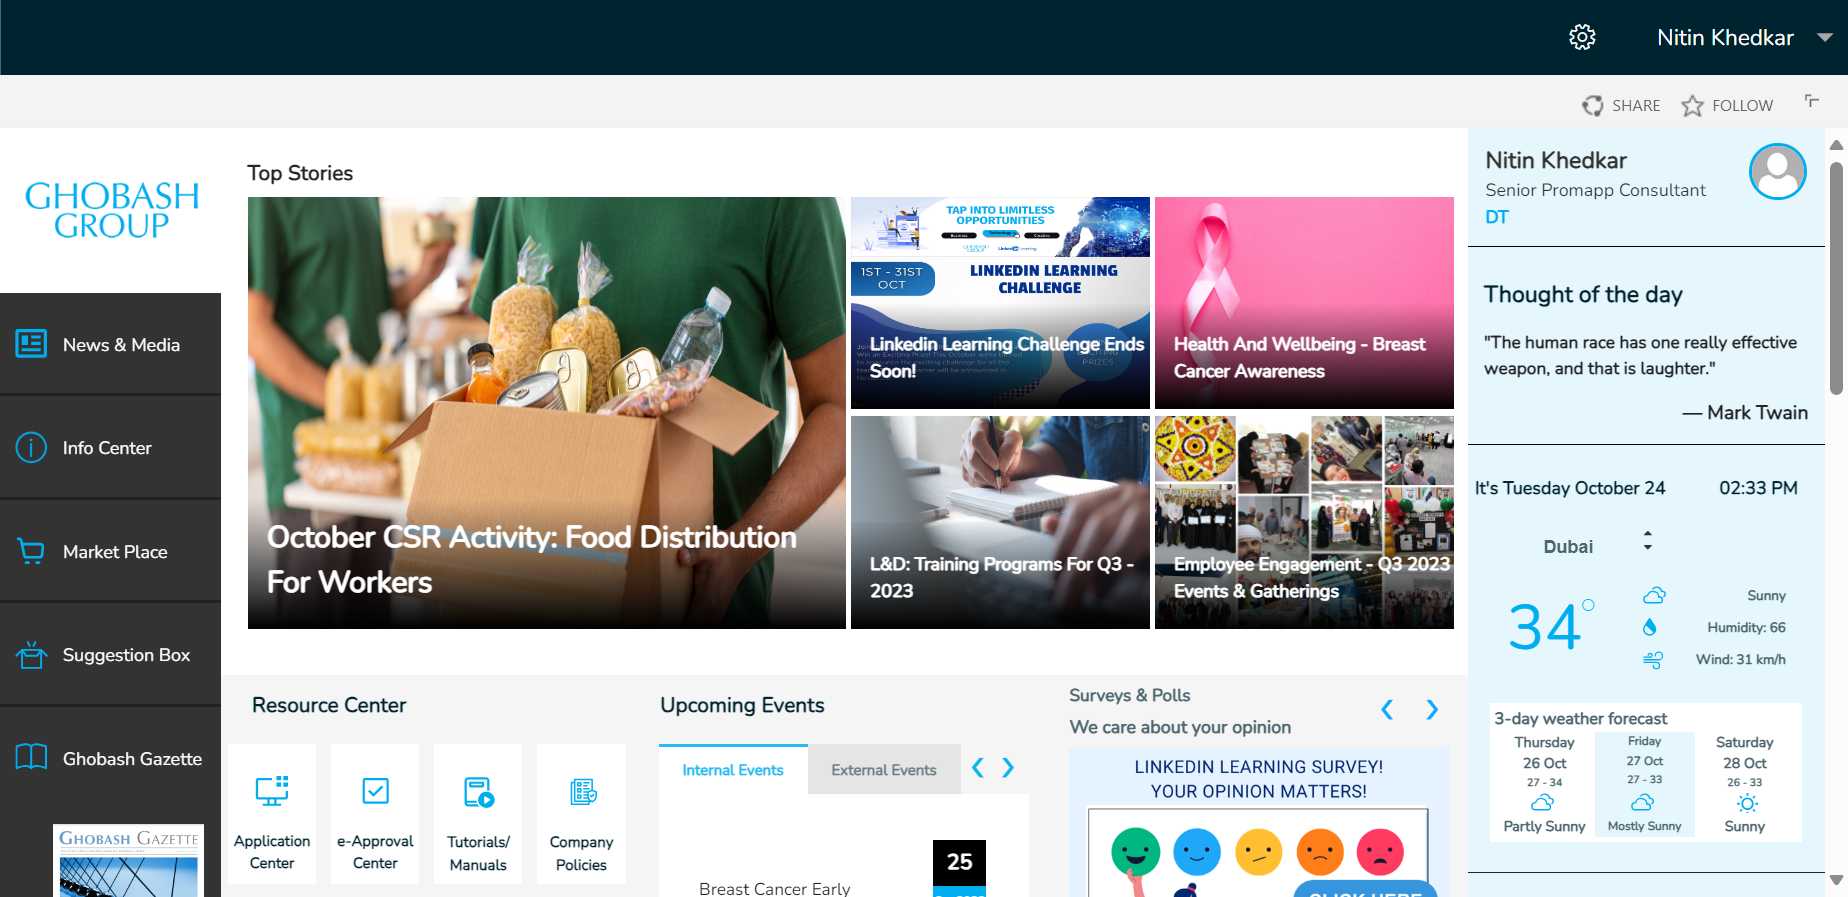 Nitin Khedkar
SHARE
FOLLOW
GHOBASH
GROUP
News & Media
Info Center
Market Place
Suggestion Box
Ghobash Gazette
GHOBASH GAZETTE
Top Stories
October CSR Activity: Food Distribution
For Workers
TAP INTO LIMITLESS
OPPORTUNITIES
Business
Technology
Creative
1ST - 31ST
OCT
LINKEDIN LEARNING
CHALLENGE
PRIZES
Linkedin Learning Challenge Ends
Soon!
Health And Wellbeing - Breast
Cancer Awareness
L&D: Training Programs For Q3 -
2023
Employee Engagement - Q3 2023
Events & Gatherings
Resource Center
Application
Center
e-Approval
Center
Tutorials/
Manuals
Company
Policies
Upcoming Events
Internal Events
External Events
25
Breast Cancer Early
Surveys & Polls
We care about your opinion
LINKEDIN LEARNING SURVEY!
YOUR OPINION MATTERS!
CLICK HERE
Nitin Khedkar
Senior Promapp Consultant
DT
Thought of the day
"The human race has one really effective
weapon, and that is laughter."
— Mark Twain
It's Tuesday October 24
02:33 PM
Dubai
34°
Sunny
Humidity: 66
Wind: 31 km/h
3-day weather forecast
Thursday
26 Oct
27 - 34
Partly Sunny
Friday
27 Oct
27 - 33
Mostly Sunny
Saturday
28 Oct
26 - 33
Sunny